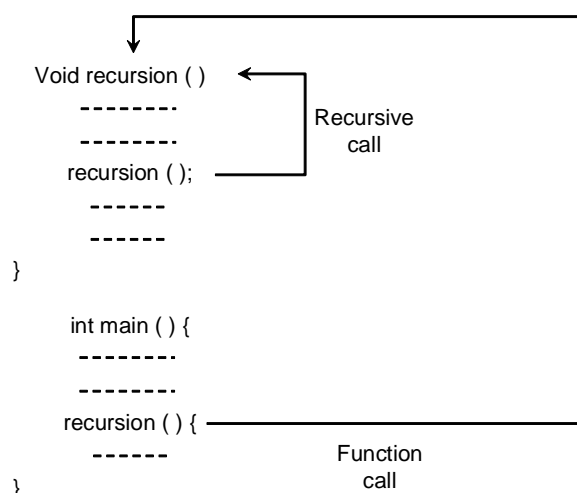 Void recursion ( )
----------
----------
Recursive
call
recursion ( );
-------
-------
}
int main ( ) {
----------
----------
recursion ( ) {
-------
Function
call
}